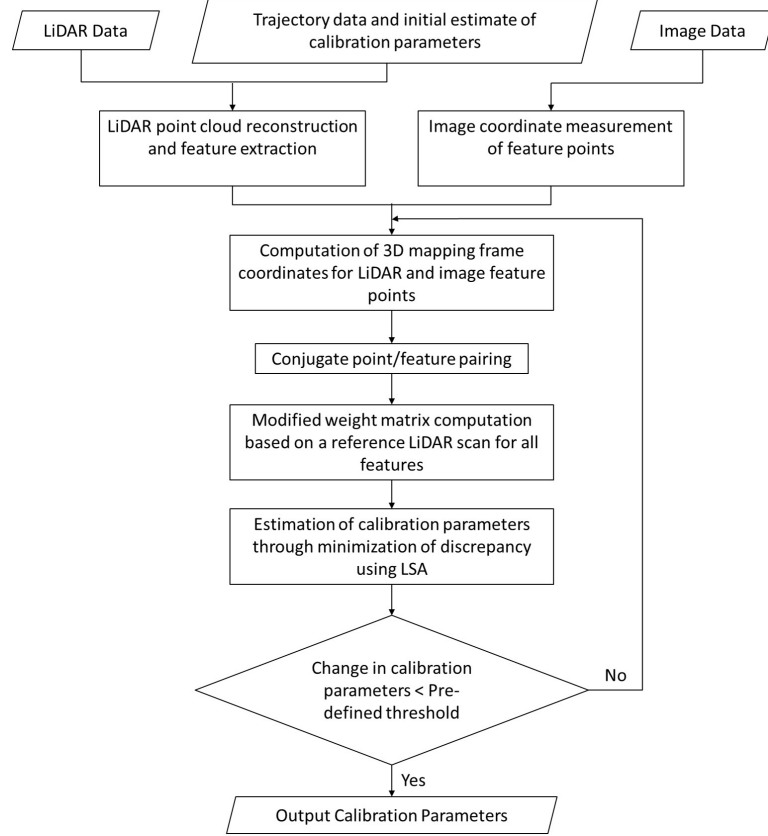 LiDAR Data
Trajectory data and initial estimate of
calibration parameters
Image Data
LiDAR point cloud reconstruction
and feature extraction
Image coordinate measurement
of feature points
Computation of 3D mapping frame
coordinates for LiDAR and image feature
points
Conjugate point/feature pairing
Modified weight matrix computation
based on a reference LiDAR scan for all
features
Estimation of calibration parameters
through minimization of discrepancy
using LSA
Change in calibration
parameters < Pre-
defined threshold
No
Yes
Output Calibration Parameters